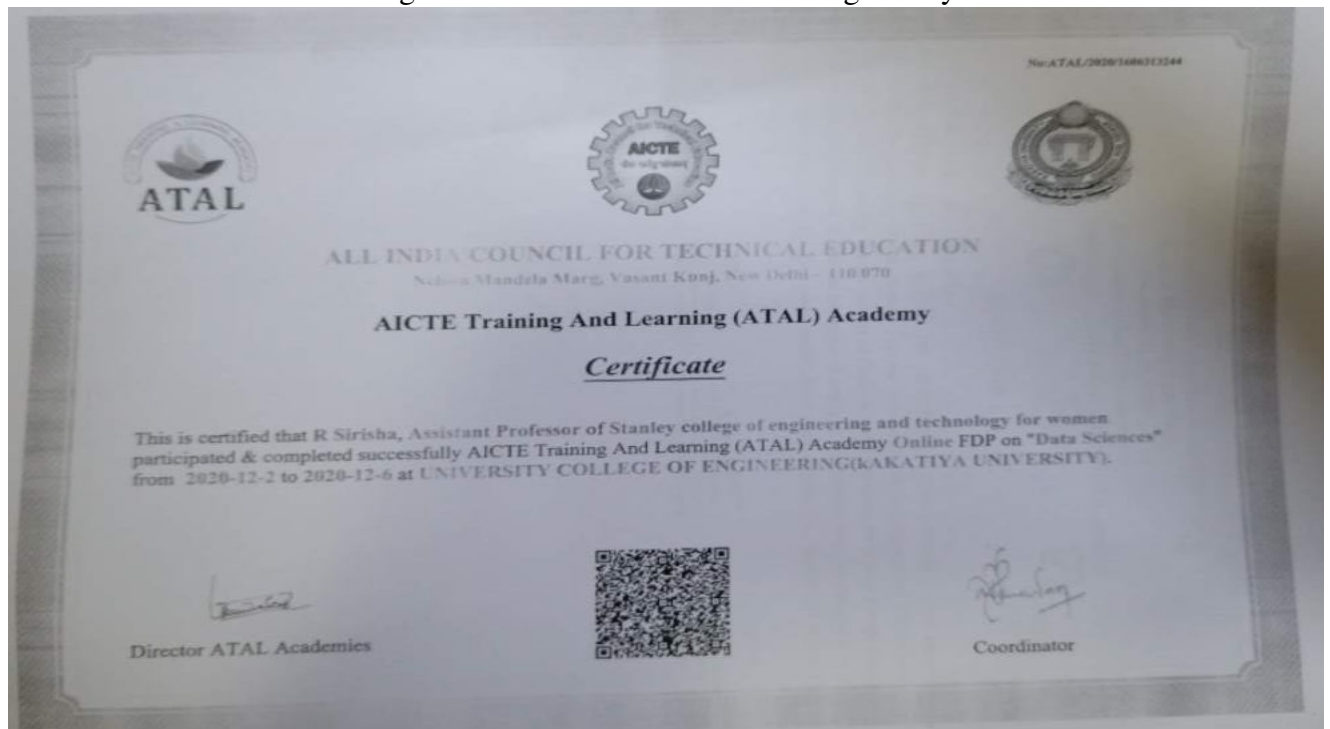 No:ATAL/2020/1606313244
ATAL
AICTE
ALL INDIA COUNCIL FOR TECHNICAL EDUCATION
Nelson Mandela Marg, Vasant Kunj, New Delhi – 110 070
AICTE Training And Learning (ATAL) Academy
Certificate
This is certified that R Sirisha, Assistant Professor of Stanley college of engineering and technology for women
participated & completed successfully AICTE Training And Learning (ATAL) Academy Online FDP on "Data Sciences"
from 2020-12-2 to 2020-12-6 at UNIVERSITY COLLEGE OF ENGINEERING(kAKATIYA UNIVERSITY).
Director ATAL Academies
Coordinator